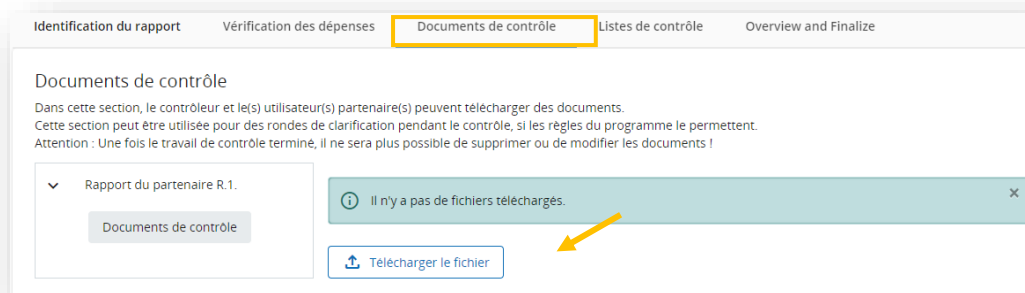 Identification du rapport Vérification des dépenses Documents de contrôle Listes de contrôle Overview and Finalize
Documents de contrôle
Dans cette section, le contrôleur et le(s) utilisateur(s) partenaire(s) peuvent télécharger des documents.
Cette section peut être utilisée pour des rondes de clarification pendant le contrôle, si les règles du programme le permettent.
Attention : Une fois le travail de contrôle terminé, il ne sera plus possible de supprimer ou de modifier les documents !
Rapport du partenaire R.1.
Documents de contrôle
Il n'y a pas de fichiers téléchargés.
Télécharger le fichier